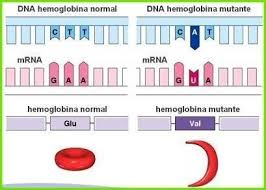 DNA hemoglobina normal
C T T
mRNA
G A A
hemoglobina normal
Glu
DNA hemoglobina mutante
C A T
mRNA
G U A
hemoglobina mutante
Val